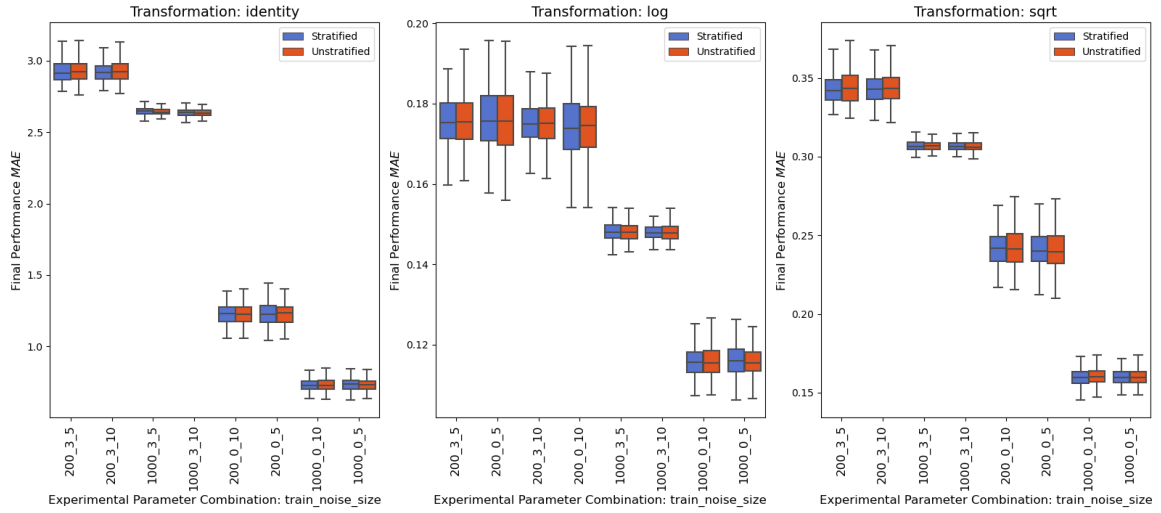 Transformation: identity
Final Performance MAE
3.0
2.5
2.0
1.5
1.0
Stratified
Unstratified
200_3_5
200_3_10
1000_3_5
1000_3_10
200_0_10
200_0_5
1000_0_10
1000_0_5
Experimental Parameter Combination: train_noise_size
Transformation: log
Final Performance MAE
0.20
0.18
0.16
0.14
0.12
Stratified
Unstratified
200_3_5
200_0_5
200_3_10
200_0_10
1000_3_5
1000_3_10
1000_0_10
1000_0_5
Experimental Parameter Combination: train_noise_size
Transformation: sqrt
Final Performance MAE
0.35
0.30
0.25
0.20
0.15
Stratified
Unstratified
200_3_5
200_3_10
1000_3_5
1000_3_10
200_0_10
200_0_5
1000_0_10
1000_0_5
Experimental Parameter Combination: train_noise_size